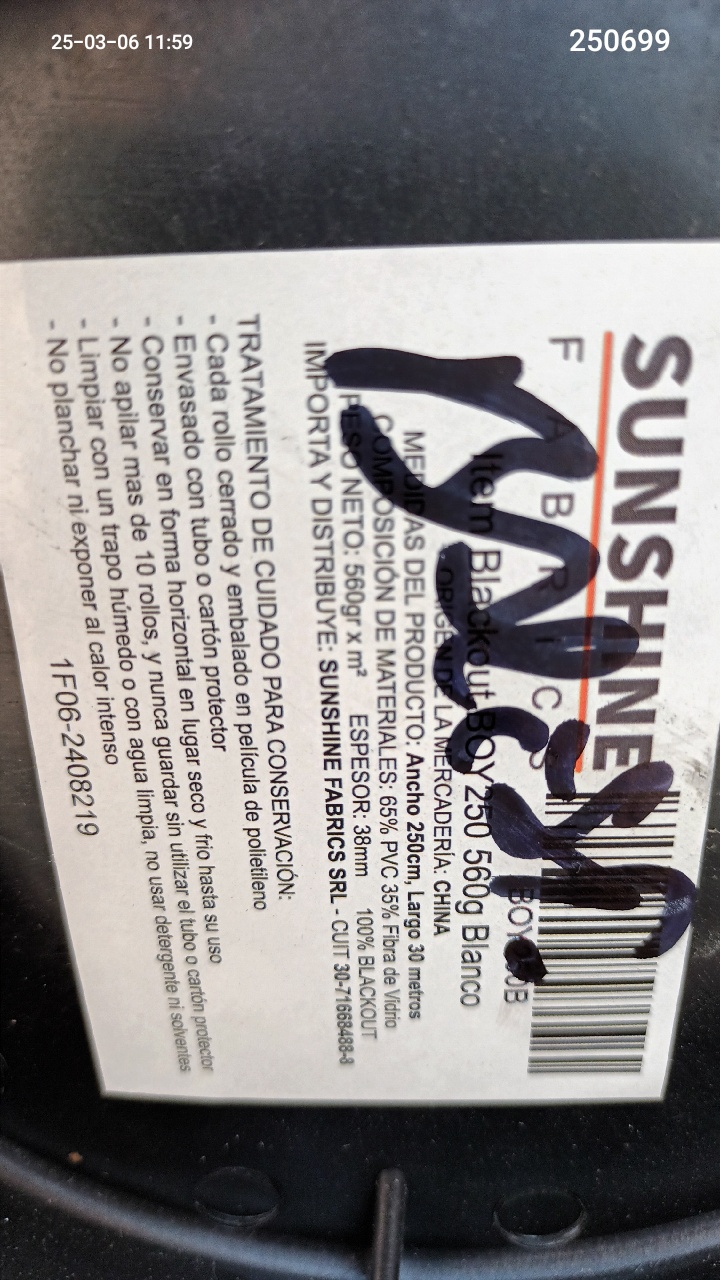 25-03-06 11:59
250699
SUNSHINE
FABRICS
Item Blackout BOY 250 560g Blanco
ORIGEN DE LA MERCADERÍA: CHINA
MEDIDAS DEL PRODUCTO: Ancho 250cm, Largo 30 metros
COMPOSICIÓN DE MATERIALES: 65% PVC 35% Fibra de Vidrio
PESO NETO: 560gr x m² ESPESOR: 38mm 100% BLACKOUT
IMPORTA Y DISTRIBUYE: SUNSHINE FABRICS SRL - CUIT 30-71668488-8
TRATAMIENTO DE CUIDADO PARA CONSERVACIÓN:
- Cada rollo cerrado y embalado en película de polietileno
- Envasado con tubo o cartón protector
- Conservar en forma horizontal en lugar seco y frio hasta su uso
- No apilar mas de 10 rollos, y nunca guardar sin utilizar el tubo o cartón protector
- Limpiar con un trapo húmedo o con agua limpia, no usar detergente ni solventes
- No planchar ni exponer al calor intenso
1F06-2408219